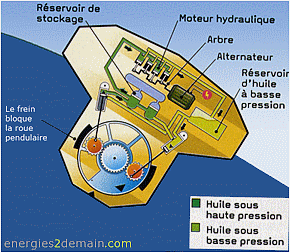 Réservoir de
stockage
Moteur hydraulique
Arbre
Alternateur
Réservoir
d'huile
à basse
pression
Le frein
bloque
la roue
pendulaire
Huile sous
haute pression
Huile sous
basse pression
energies2demain.com